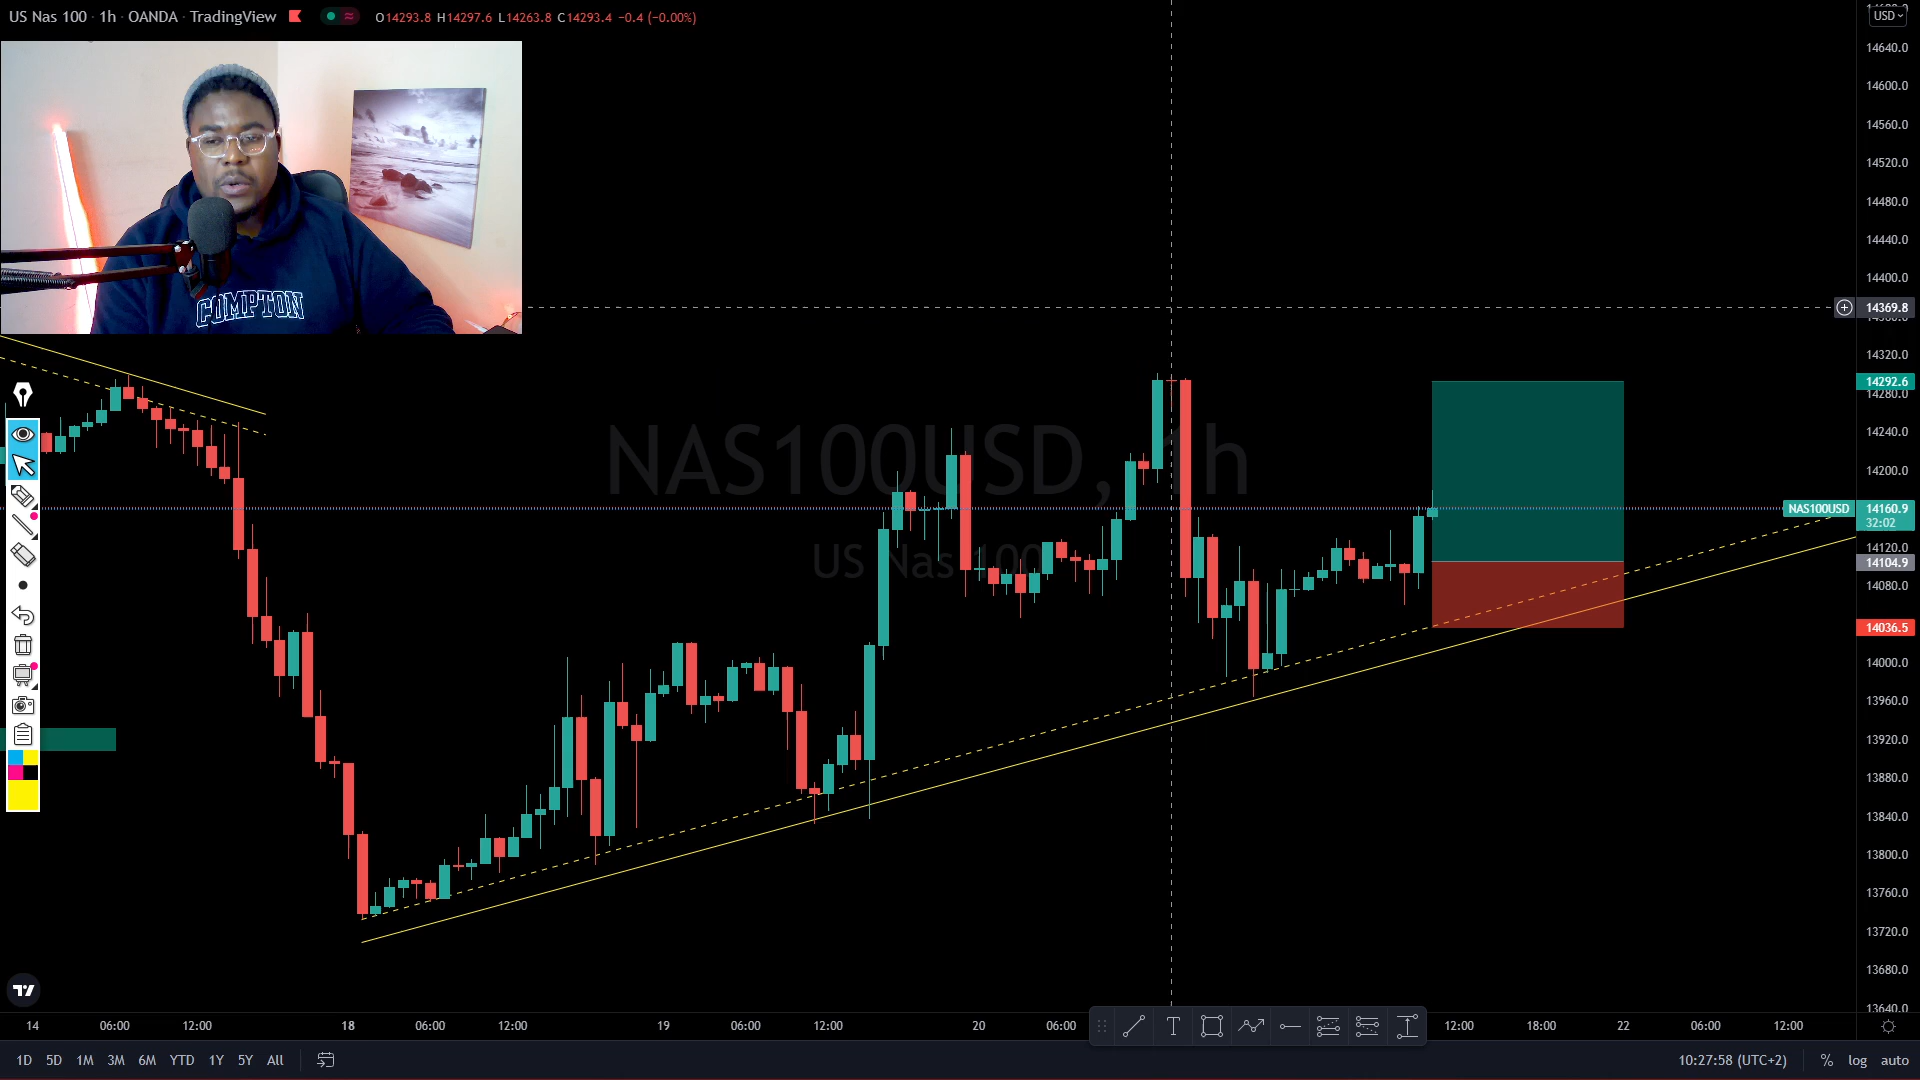 US Nas 100 · 1h · OANDA · TradingView
O14293.8 H14297.6 L14263.8 C14293.4 −0.4 (−0.00%)
USD
14640.0
14600.0
14560.0
14520.0
14480.0
14440.0
14400.0
14369.8
14320.0
14292.6
14280.0
14240.0
14200.0
NAS100USD 14160.9
32:02
14120.0
14104.9
14080.0
14036.5
14000.0
13960.0
13920.0
13880.0
13840.0
13800.0
13760.0
13720.0
13680.0
13640.0
COMPTON
NAS100USD, 1h
US Nas 100
14 06:00 12:00 18 06:00 12:00 19 06:00 12:00 20 06:00 12:00 18:00 22 06:00 12:00
1D 5D 1M 3M 6M YTD 1Y 5Y All
10:27:58 (UTC+2) % log auto